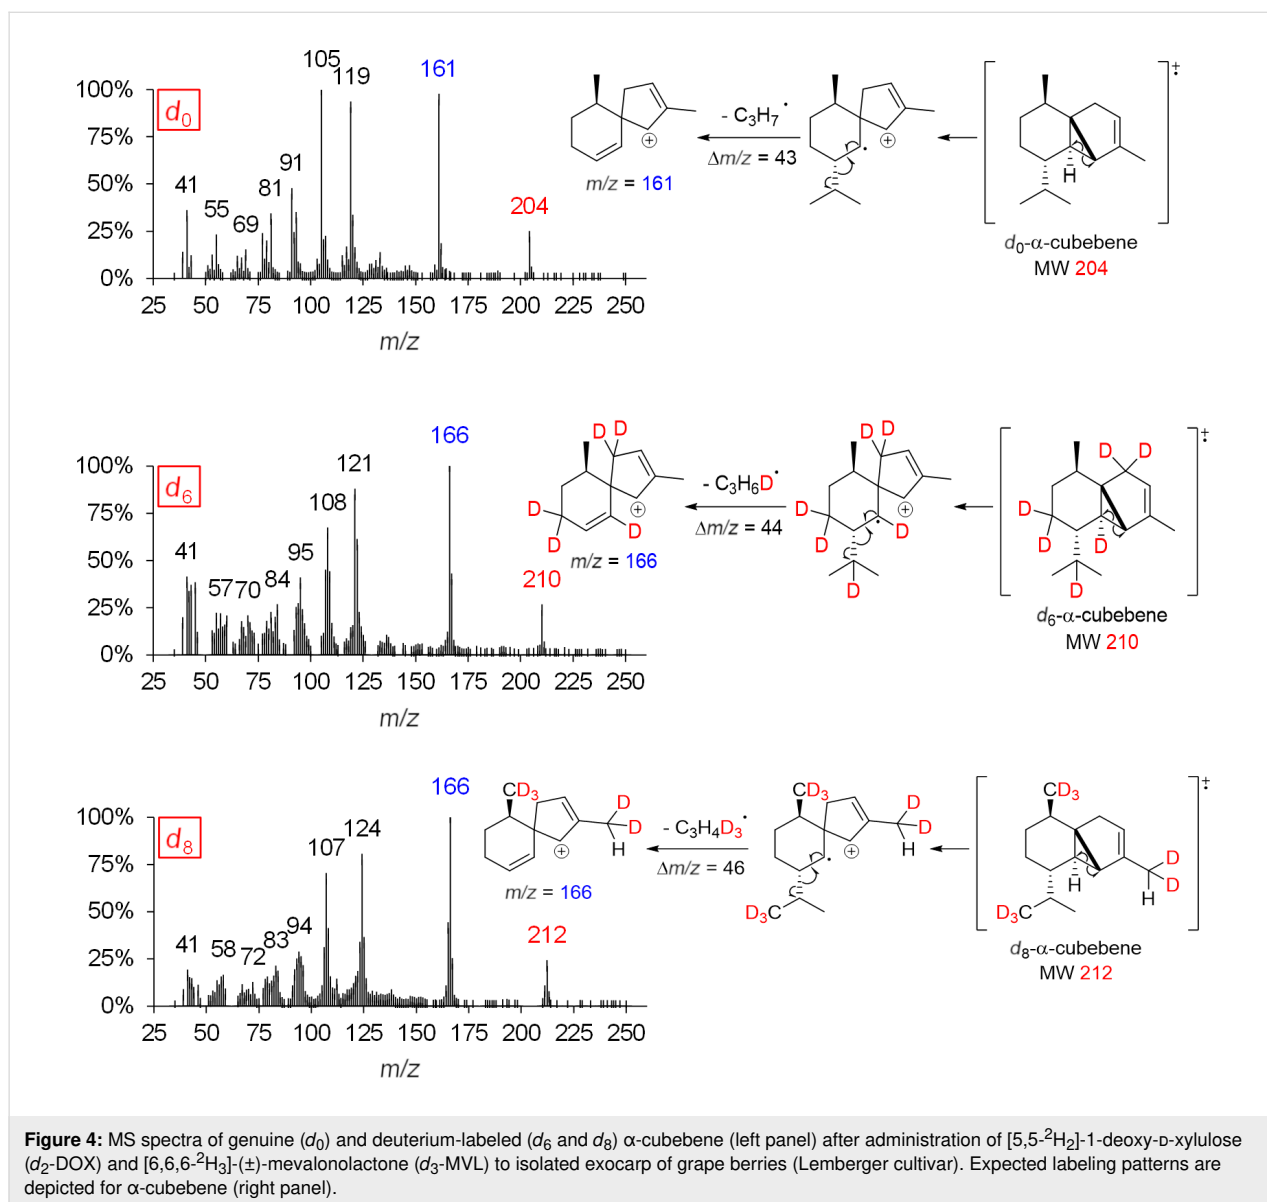 d0
100%
75%
50%
25%
0%
41
55
69
81
91
105
119
161
204
25 50 75 100 125 150 175 200 225 250
m/z
m/z = 161
- C3H7•
Δm/z = 43
H
d0-α-cubebene
MW 204
d6
100%
75%
50%
25%
0%
41
57
70
84
95
108
121
166
210
25 50 75 100 125 150 175 200 225 250
m/z
D D
D
D
D
m/z = 166
- C3H6D•
Δm/z = 44
D D
D
D
D
D
D D
D
D
D
D
d6-α-cubebene
MW 210
d8
100%
75%
50%
25%
0%
41
58
72
83
94
107
124
166
212
25 50 75 100 125 150 175 200 225 250
m/z
CD3
D
D
H
m/z = 166
- C3H4D3•
Δm/z = 46
CD3
D
D
H
D3C
CD3
D
D
H
H
D3C
d8-α-cubebene
MW 212
Figure 4: MS spectra of genuine (d0) and deuterium-labeled (d6 and d8) α-cubebene (left panel) after administration of [5,5-²H2]-1-deoxy-D-xylulose
(d2-DOX) and [6,6,6-²H3]-(±)-mevalonolactone (d3-MVL) to isolated exocarp of grape berries (Lemberger cultivar). Expected labeling patterns are
depicted for α-cubebene (right panel).